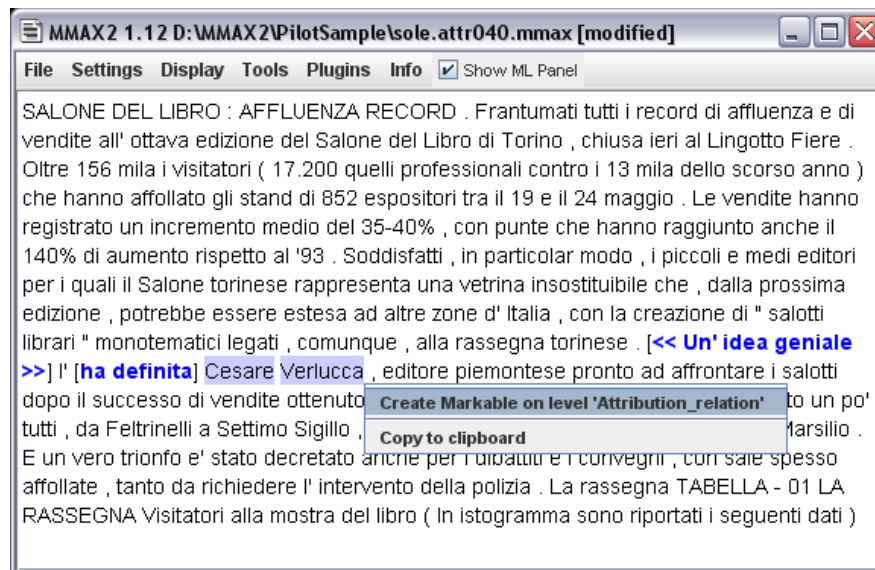 MMAX2 1.12 D:\MMAX2\PilotSample\sole.attr040.mmax [modified]
File Settings Display Tools Plugins Info Show ML Panel
SALONE DEL LIBRO : AFFLUENZA RECORD . Frantumati tutti i record di affluenza e di
vendite all' ottava edizione del Salone del Libro di Torino , chiusa ieri al Lingotto Fiere .
Oltre 156 mila i visitatori ( 17.200 quelli professionali contro i 13 mila dello scorso anno )
che hanno affollato gli stand di 852 espositori tra il 19 e il 24 maggio . Le vendite hanno
registrato un incremento medio del 35-40% , con punte che hanno raggiunto anche il
140% di aumento rispetto al '93 . Soddisfatti , in particolar modo , i piccoli e medi editori
per i quali il Salone torinese rappresenta una vetrina insostituibile che , dalla prossima
edizione , potrebbe essere estesa ad altre zone d' Italia , con la creazione di " salotti
librari " monotematici legati , comunque , alla rassegna torinese . [<< Un' idea geniale
>>] l' [ha definita] Cesare Verlucca , editore piemontese pronto ad affrontare i salotti
dopo il successo di vendite ottenuto Create Markable on level 'Attribution_relation' to un po'
tutti , da Feltrinelli a Settimo Sigillo , Copy to clipboard Marsilio .
E un vero trionfo e' stato decretato anche per i dibattiti e i convegni , con sale spesso
affollate , tanto da richiedere l' intervento della polizia . La rassegna TABELLA - 01 LA
RASSEGNA Visitatori alla mostra del libro ( In istogramma sono riportati i seguenti dati )